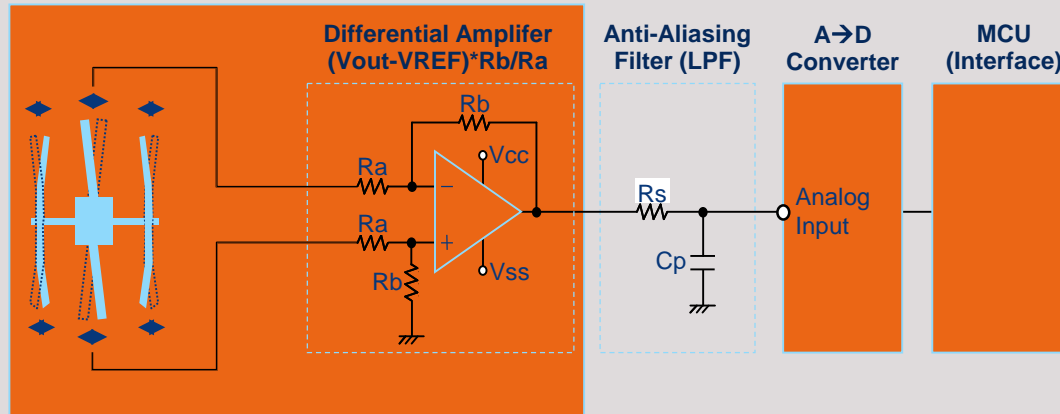 Differential Amplifer
(Vout-VREF)*Rb/Ra
Anti-Aliasing
Filter (LPF)
A→D
Converter
MCU
(Interface)
Rb
Vcc
Ra
−
Rs
Analog
Input
Ra
+
Cp
Vss
Rb